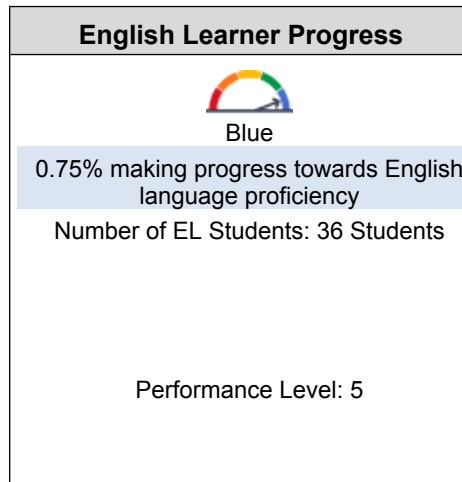 English Learner Progress
Blue
0.75% making progress towards English
language proficiency
Number of EL Students: 36 Students
Performance Level: 5